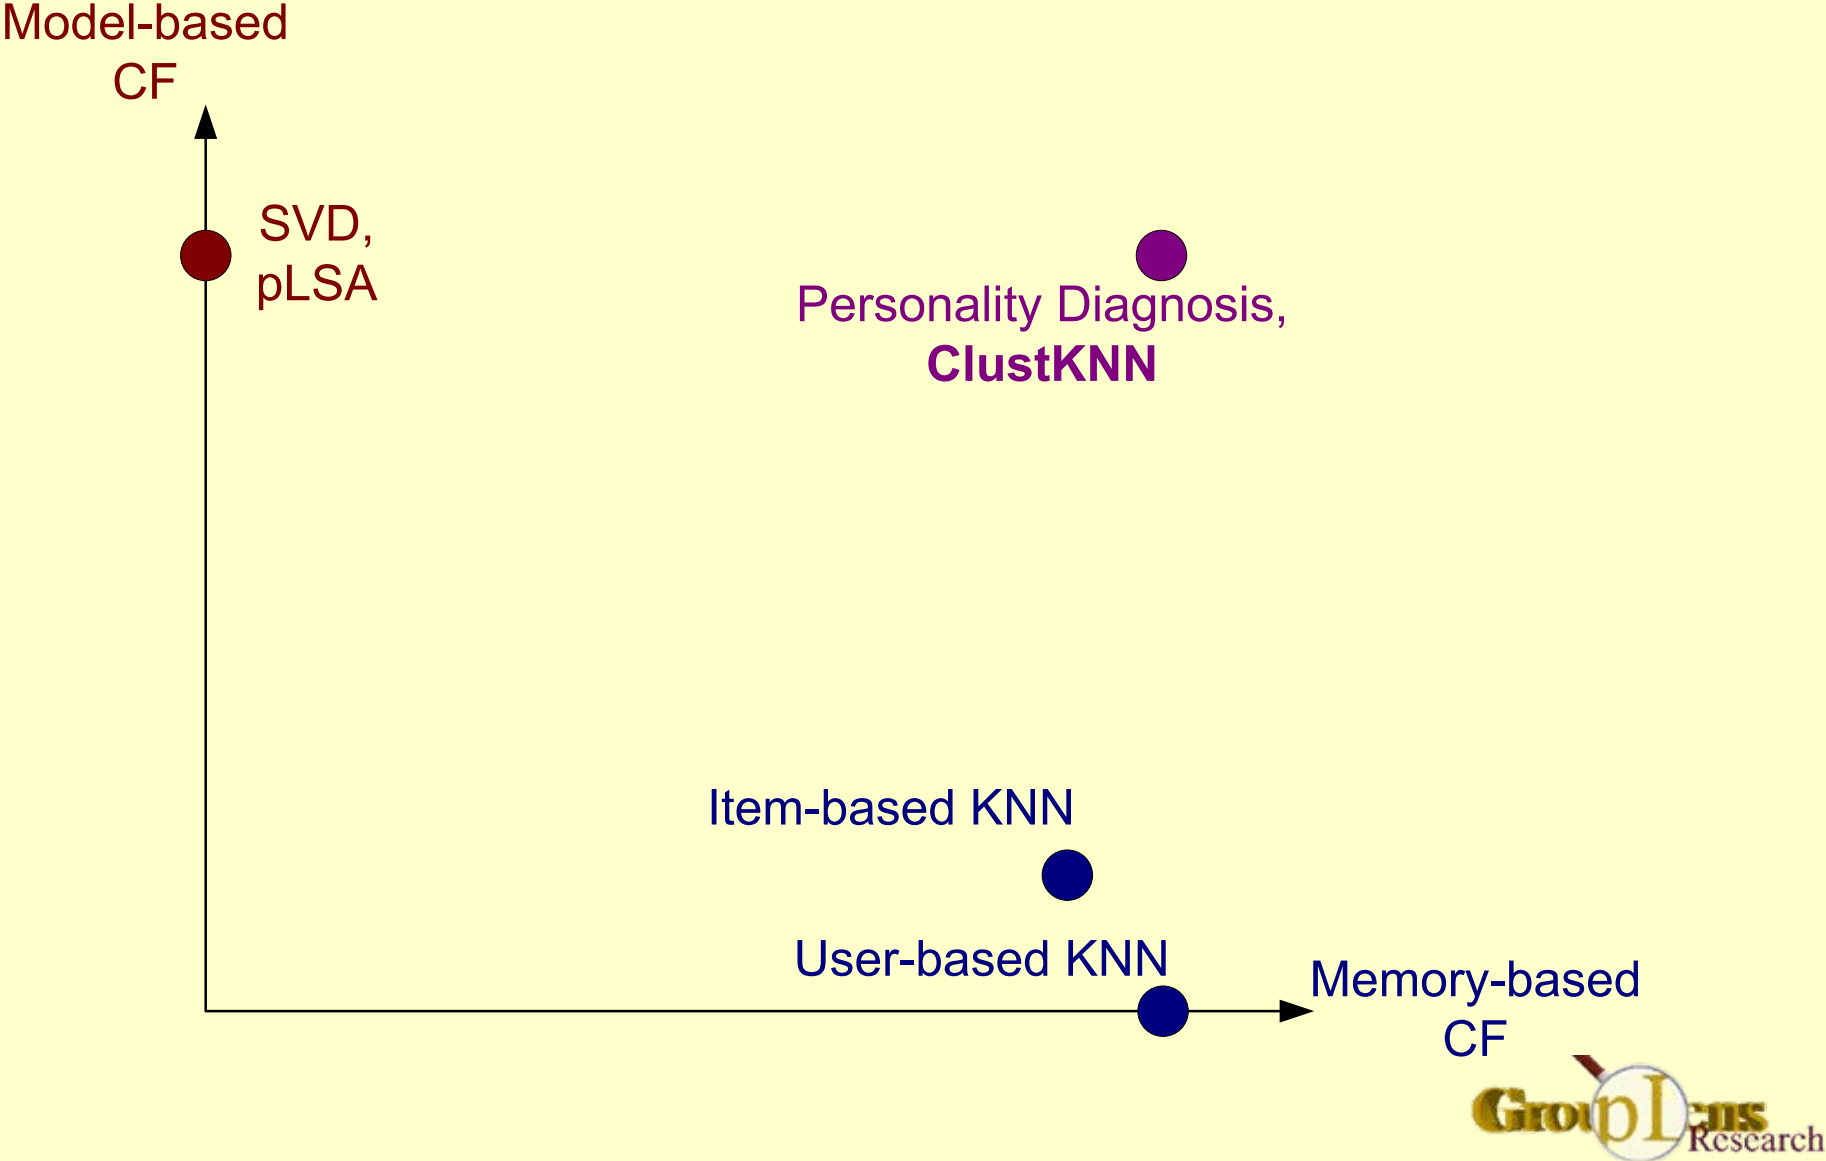 Model-based
CF
SVD,
pLSA
Personality Diagnosis,
ClustKNN
Item-based KNN
User-based KNN
Memory-based
CF
GroupLens
Research